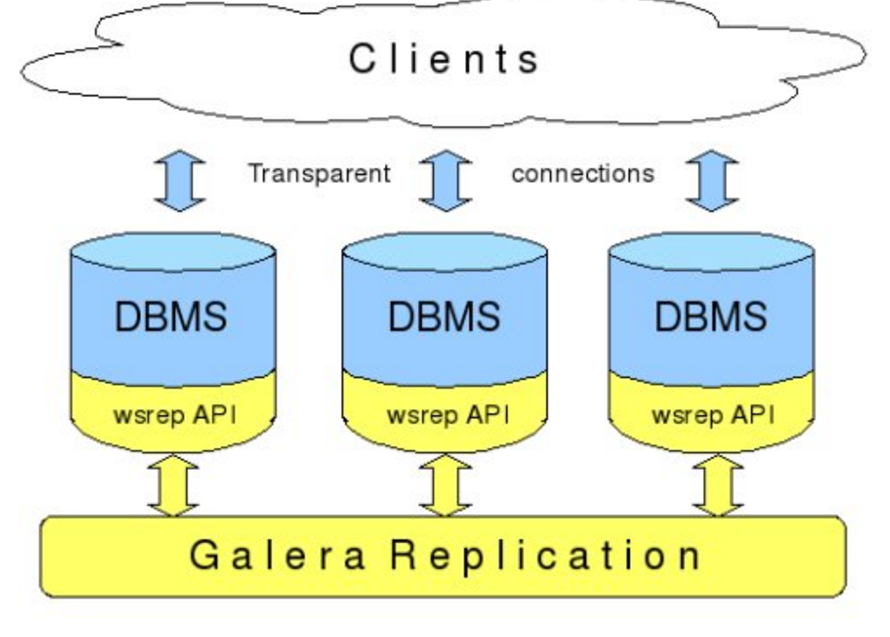 Clients
Transparent connections
DBMS DBMS DBMS
wsrep API wsrep API wsrep API
Galera Replication